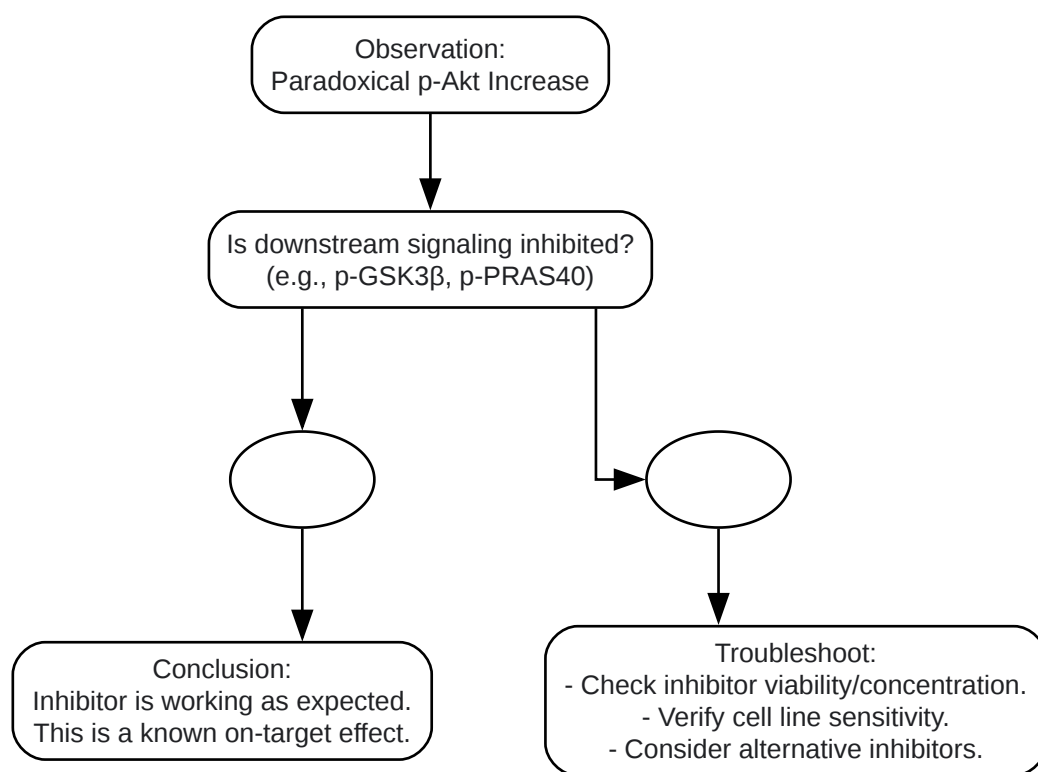 Observation:
Paradoxical p-Akt Increase
Is downstream signaling inhibited?
(e.g., p-GSK3β, p-PRAS40)
Conclusion:
Inhibitor is working as expected.
This is a known on-target effect.
Troubleshoot:
- Check inhibitor viability/concentration.
- Verify cell line sensitivity.
- Consider alternative inhibitors.